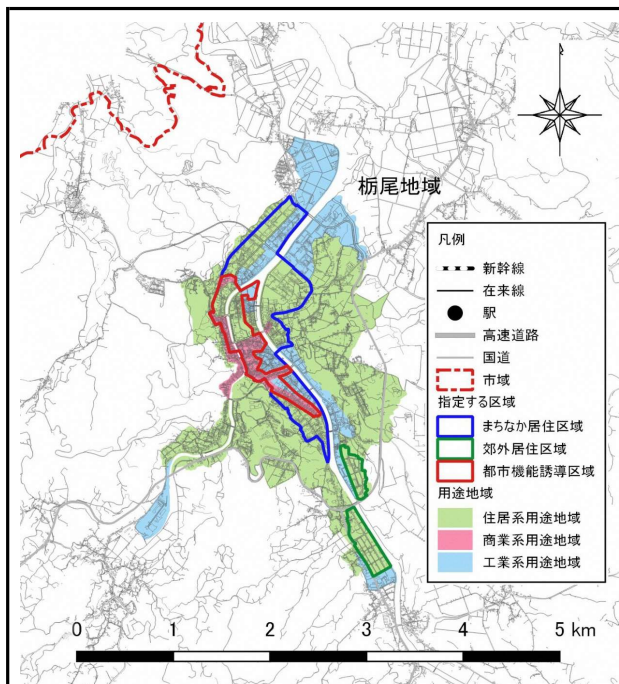 栃尾地域
凡例
新幹線
在来線
駅
高速道路
国道
市域
指定する区域
まちなか居住区域
郊外居住区域
都市機能誘導区域
用途地域
住居系用途地域
商業系用途地域
工業系用途地域
0 1 2 3 4 5 km